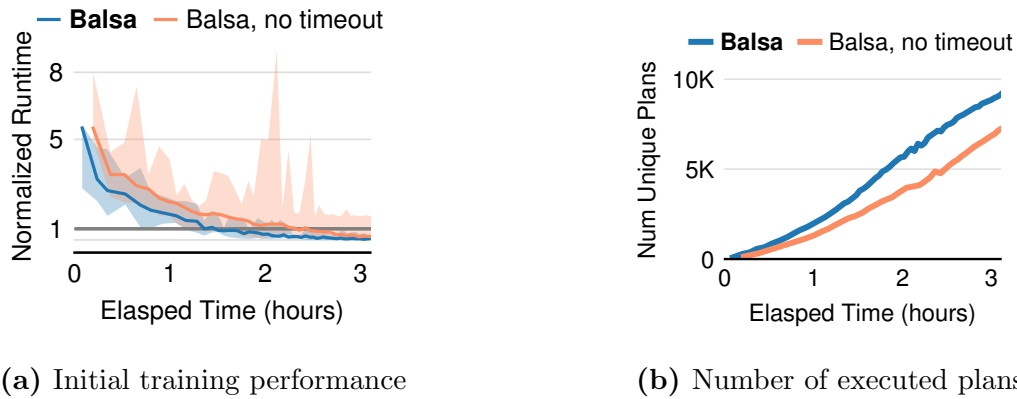 Balsa Balsa, no timeout
Normalized Runtime
8
5
1
0 1 2 3
Elasped Time (hours)
(a) Initial training performance
Balsa Balsa, no timeout
Num Unique Plans
10K
5K
0
0 1 2 3
Elasped Time (hours)
(b) Number of executed plans